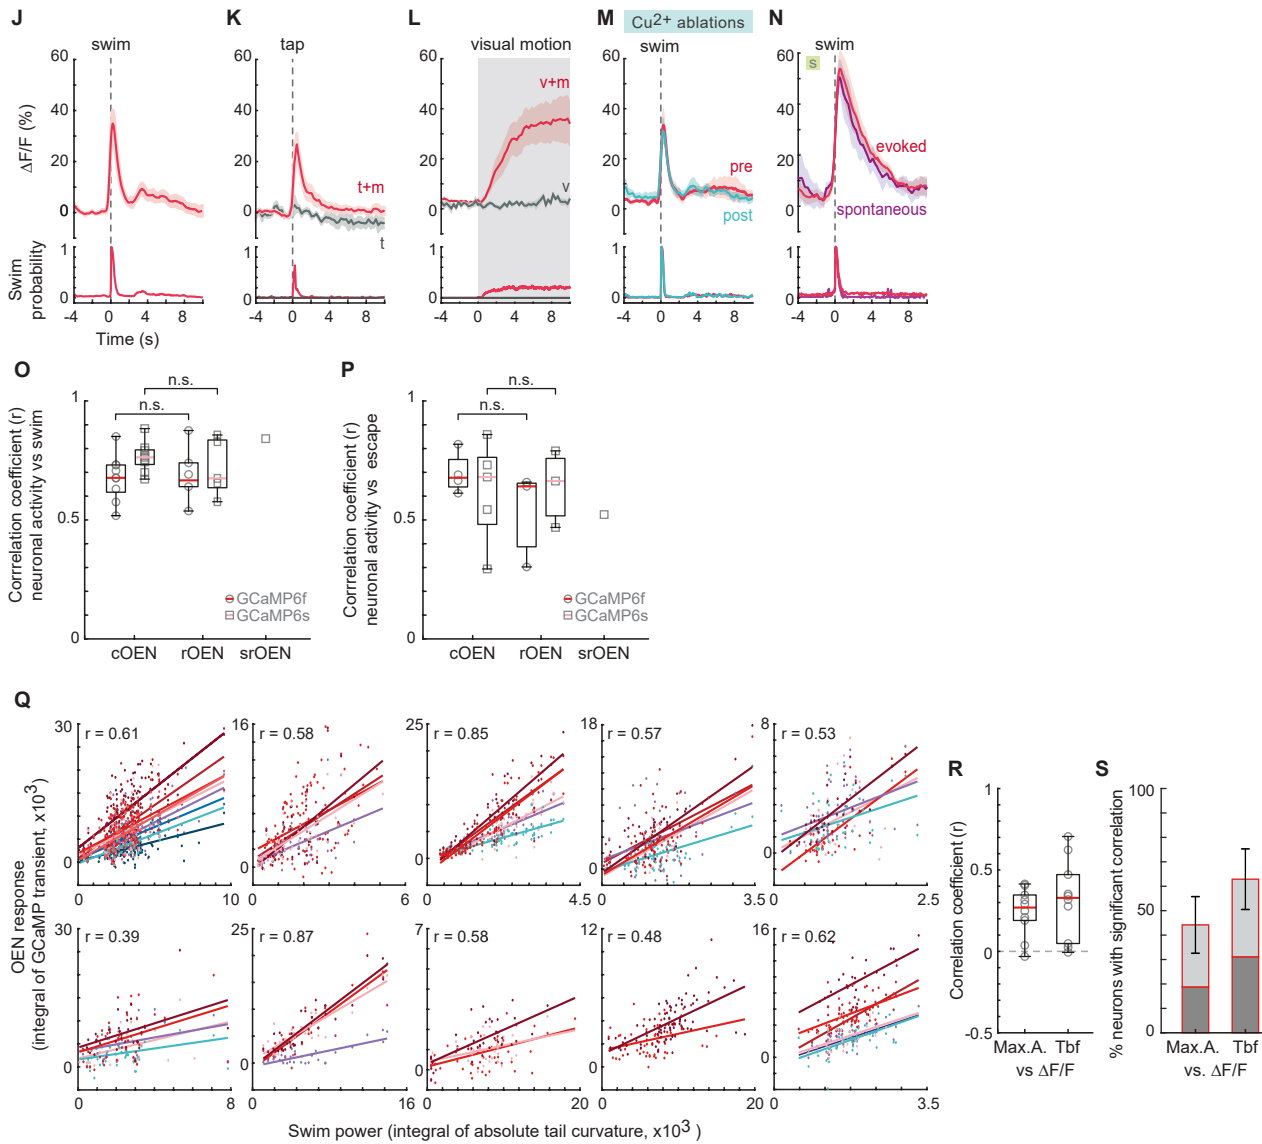 J K L M Cu2+ ablations N
swim tap visual motion swim swim
ΔF/F (%)
60 40 20 0
60 40 20 0
60 40 20 0
60 40 20 0
60 40 20 0
t+m
t
v+m
v
pre
post
s
evoked
spontaneous
Swim
probability
1 0
1 0
1 0
1 0
1 0
-4 0 4 8
-4 0 4 8
0 4 8
-4 0 4 8
-4 0 4 8
Time (s)
O
Corrrelation coefficient (r)
neuronal activity vs swim
1
0.5
0
n.s.
n.s.
GCaMP6f
GCaMP6s
cOEN rOEN srOEN
P
Corrrelation coefficient (r)
neuronal activity vs escape
1
0.5
0
n.s.
n.s.
GCaMP6f
GCaMP6s
cOEN rOEN srOEN
Q
OEN response
(integral of GCaMP transient, x103)
r = 0.61
30
0
0 10
r = 0.58
16
0
0 6
r = 0.85
25
0
0 4.5
r = 0.57
18
0
0 3.5
r = 0.53
8
0
0 2.5
r = 0.39
30
0
0 8
r = 0.87
25
0
0 16
r = 0.58
7
0
0 20
r = 0.48
12
0
0 20
r = 0.62
16
0
0 3.5
Swim power (integral of absolute tail curvature, x103 )
R
Correlation coefficient (r)
1
0.5
0
-0.5
Max.A. Tbf
vs ΔF/F
S
% neurons with significant correlation
100
50
0
Max.A. Tbf
vs. ΔF/F